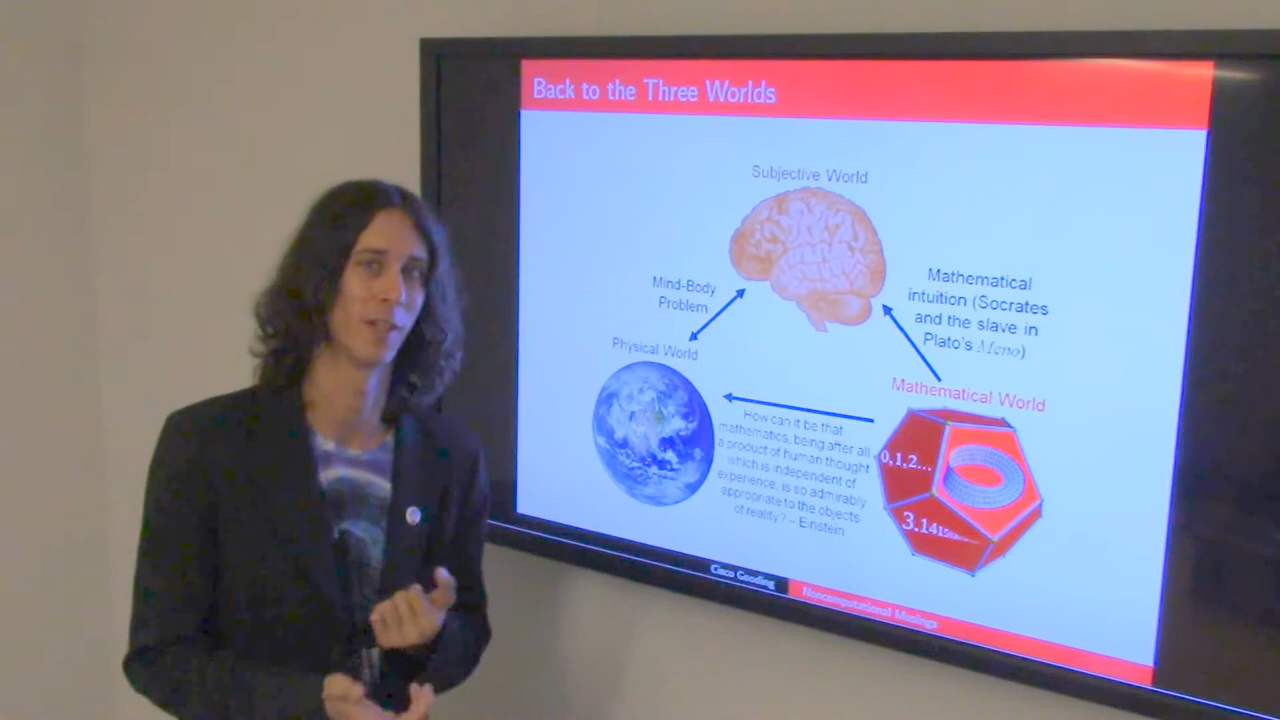 Back to the Three Worlds
Subjective World
Mind-Body
Problem
Mathematical
intuition (Socrates
and the slave in
Plato's Meno)
Physical World
Mathematical World
How can it be that
mathematics, being after all
a product of human thought
which is independent of
experience, is so admirably
appropriate to the objects
of reality? – Einstein
0,1,2...
3.1415
Cisco Gooding
Noncomputational Musings